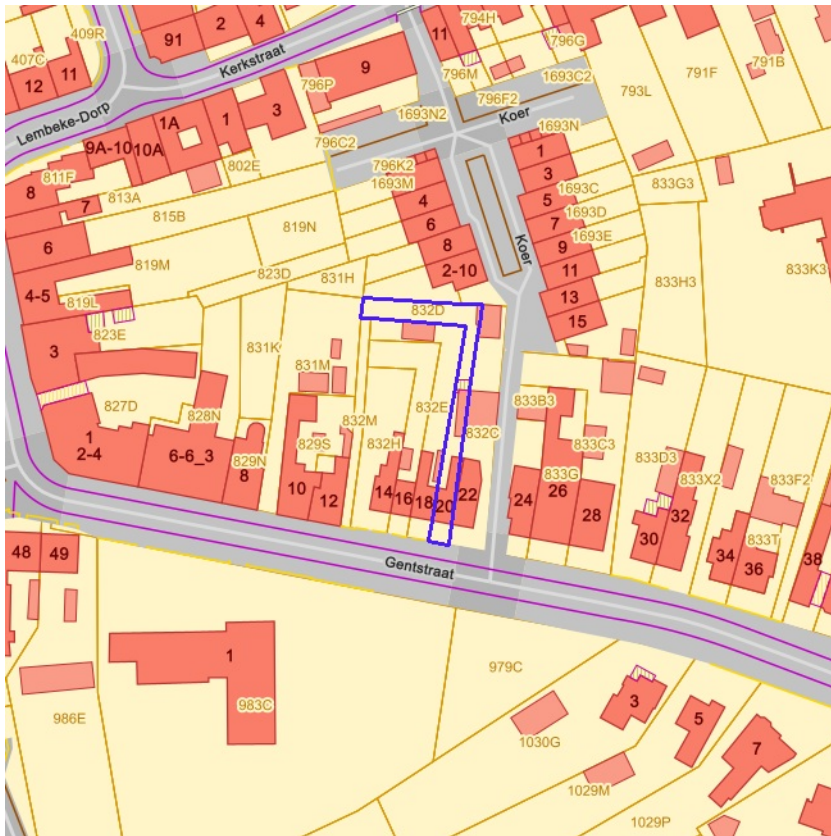 409R
91
2
4
794H
11
796G
407C
12
11
Kerkstraat
796P
9
796M
1693C2
791F
791B
796F2
793L
Lembeke-Dorp
1A
1
3
1693N2
Koer
1693N
9A-10
10A
796C2
1
802E
796K2
811F
1693M
3
1693C
833G3
8
813A
7
4
5
815B
6
1693D
819N
7
6
Koer
1693E
8
9
819M
2-10
11
833K3
823D
831H
833H3
4-5
819L
13
832D
15
823E
3
831K
831M
827D
832M
832E
833B3
828N
832H
832C
833C3
1
2-4
829S
833G
833D3
6-6_3
829N
8
833X2
833F2
10
12
14
16
18
20
22
24
26
28
32
30
833T
34
36
38
48
49
Gentstraat
1
979C
983C
3
986E
5
1030G
7
1029M
1029P